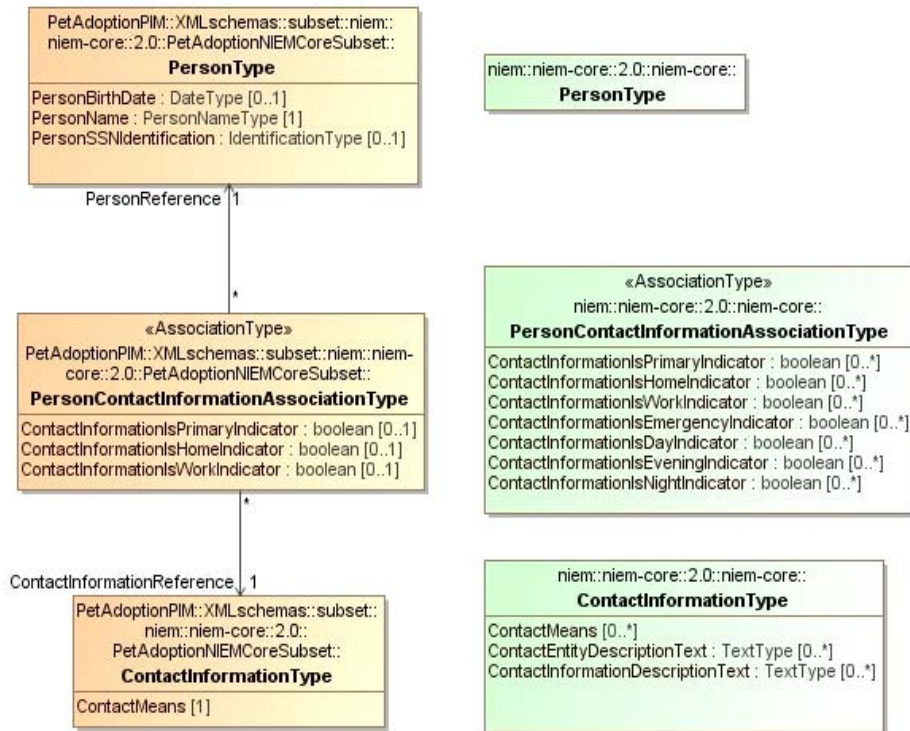 PetAdoptionPIM::XMLschemas::subset::niem::
niem-core::2.0::PetAdoptionNIEMCoreSubset::
PersonType
PersonBirthDate : DateType [0..1]
PersonName : PersonNameType [1]
PersonSSNIdentification : IdentificationType [0..1]
niem::niem-core::2.0::niem-core::
PersonType
PersonReference 1
*
«AssociationType»
PetAdoptionPIM::XMLschemas::subset::niem::niem-
core::2.0::PetAdoptionNIEMCoreSubset::
PersonContactInformationAssociationType
ContactInformationIsPrimaryIndicator : boolean [0..1]
ContactInformationIsHomeIndicator : boolean [0..1]
ContactInformationIsWorkIndicator : boolean [0..1]
«AssociationType»
niem::niem-core::2.0::niem-core::
PersonContactInformationAssociationType
ContactInformationIsPrimaryIndicator : boolean [0..*]
ContactInformationIsHomeIndicator : boolean [0..*]
ContactInformationIsWorkIndicator : boolean [0..*]
ContactInformationIsEmergencyIndicator : boolean [0..*]
ContactInformationIsDayIndicator : boolean [0..*]
ContactInformationIsEveningIndicator : boolean [0..*]
ContactInformationIsNightIndicator : boolean [0..*]
*
ContactInformationReference 1
PetAdoptionPIM::XMLschemas::subset::
niem::niem-core::2.0::
PetAdoptionNIEMCoreSubset::
ContactInformationType
ContactMeans [1]
niem::niem-core::2.0::niem-core::
ContactInformationType
ContactMeans [0..*]
ContactEntityDescriptionText : TextType [0..*]
ContactInformationDescriptionText : TextType [0..*]